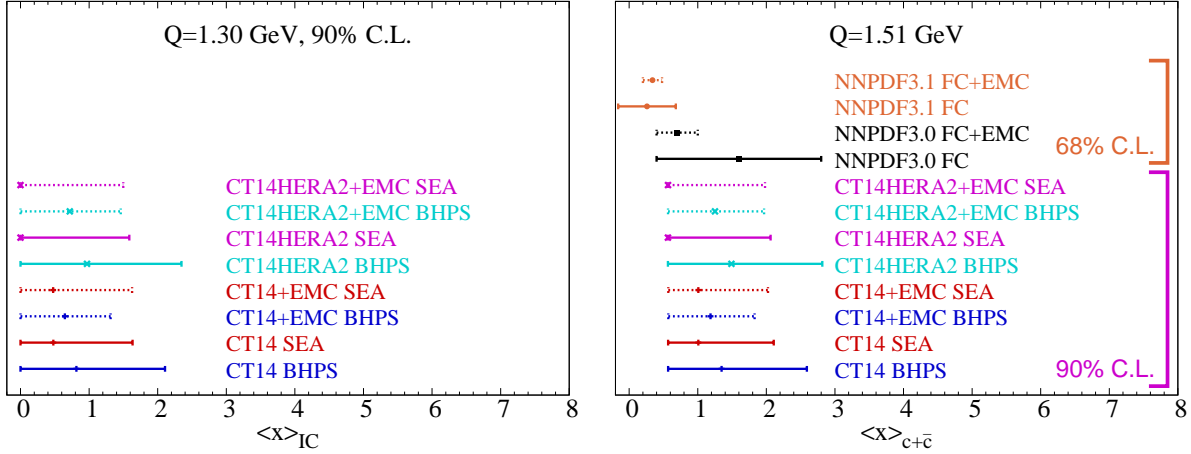 Q=1.30 GeV, 90% C.L.
CT14HERA2+EMC SEA
CT14HERA2+EMC BHPS
CT14HERA2 SEA
CT14HERA2 BHPS
CT14+EMC SEA
CT14+EMC BHPS
CT14 SEA
CT14 BHPS
0 1 2 3 4 5 6 7 8
<x>IC
Q=1.51 GeV
NNPDF3.1 FC+EMC
NNPDF3.1 FC
NNPDF3.0 FC+EMC
68% C.L.
NNPDF3.0 FC
CT14HERA2+EMC SEA
CT14HERA2+EMC BHPS
CT14HERA2 SEA
CT14HERA2 BHPS
CT14+EMC SEA
CT14+EMC BHPS
CT14 SEA
90% C.L.
CT14 BHPS
0 1 2 3 4 5 6 7 8
<x>c+c̄